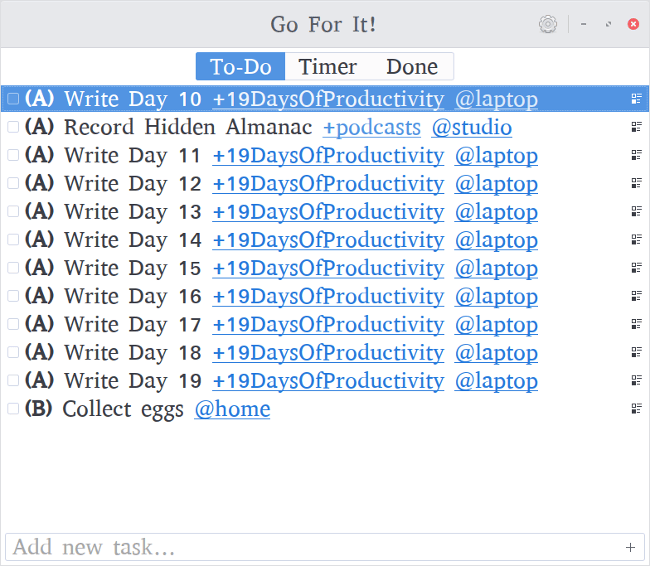 Go For It!
To-Do Timer Done
(A) Write Day 10 +19DaysOfProductivity @laptop
(A) Record Hidden Almanac +podcasts @studio
(A) Write Day 11 +19DaysOfProductivity @laptop
(A) Write Day 12 +19DaysOfProductivity @laptop
(A) Write Day 13 +19DaysOfProductivity @laptop
(A) Write Day 14 +19DaysOfProductivity @laptop
(A) Write Day 15 +19DaysOfProductivity @laptop
(A) Write Day 16 +19DaysOfProductivity @laptop
(A) Write Day 17 +19DaysOfProductivity @laptop
(A) Write Day 18 +19DaysOfProductivity @laptop
(A) Write Day 19 +19DaysOfProductivity @laptop
(B) Collect eggs @home
Add new task...